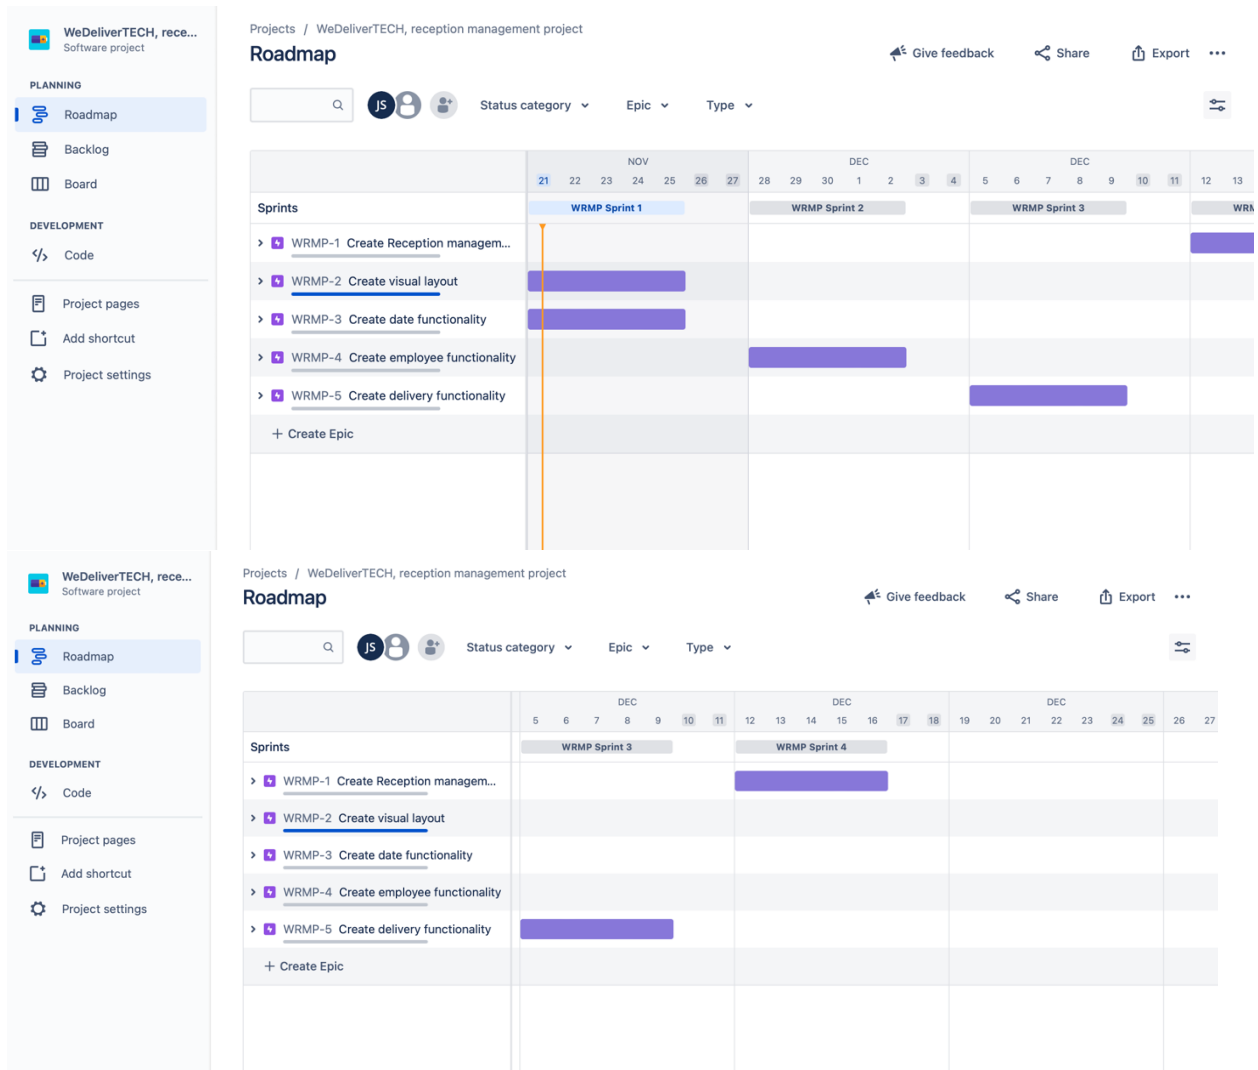 WeDeliverTECH, rece...
Software project
PLANNING
Roadmap
Backlog
Board
DEVELOPMENT
Code
Project pages
Add shortcut
Project settings
Projects / WeDeliverTECH, reception management project
Roadmap
Give feedback Share Export
JS Status category Epic Type
NOV DEC DEC
21 22 23 24 25 26 27 28 29 30 1 2 3 4 5 6 7 8 9 10 11 12 13
Sprints WRMP Sprint 1 WRMP Sprint 2 WRMP Sprint 3 WRM
WRMP-1 Create Reception managem...
WRMP-2 Create visual layout
WRMP-3 Create date functionality
WRMP-4 Create employee functionality
WRMP-5 Create delivery functionality
+ Create Epic
WeDeliverTECH, rece...
Software project
PLANNING
Roadmap
Backlog
Board
DEVELOPMENT
Code
Project pages
Add shortcut
Project settings
Projects / WeDeliverTECH, reception management project
Roadmap
Give feedback Share Export
JS Status category Epic Type
DEC DEC DEC
5 6 7 8 9 10 11 12 13 14 15 16 17 18 19 20 21 22 23 24 25 26 27
Sprints WRMP Sprint 3 WRMP Sprint 4
WRMP-1 Create Reception managem...
WRMP-2 Create visual layout
WRMP-3 Create date functionality
WRMP-4 Create employee functionality
WRMP-5 Create delivery functionality
+ Create Epic